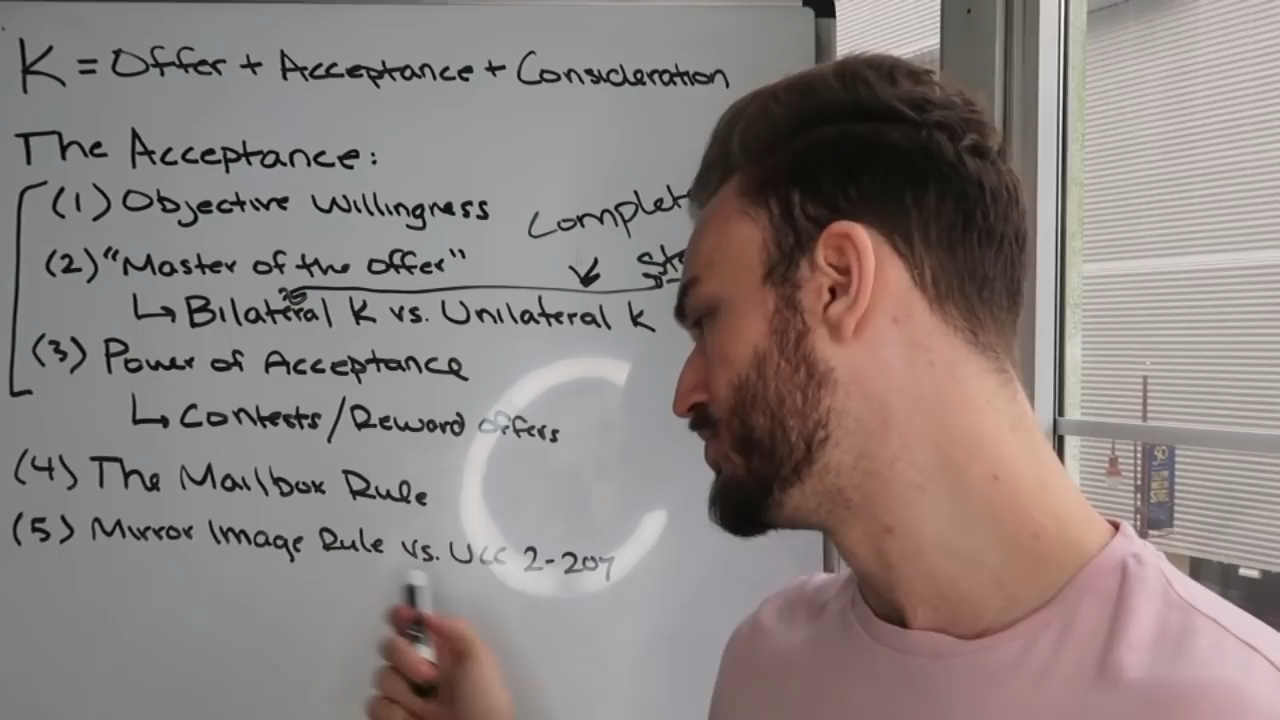 K = Offer + Acceptance + Consideration
The Acceptance:
(1) Objective Willingness
(2) "Master of the offer"
↳ Bilateral K vs. Unilateral K
(3) Power of Acceptance
↳ Contests/Reward offers
(4) The Mailbox Rule
(5) Mirror Image Rule vs. UCC 2-207